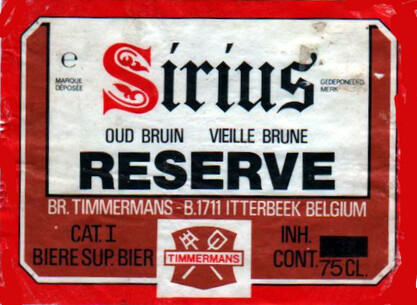 e
Sirius
MARQUE
DÉPOSÉE
GEDEPONEERD
MERK
OUD BRUIN VIEILLE BRUNE
RESERVE
BR. TIMMERMANS - B.1711 ITTERBEEK BELGIUM
CAT. I
BIERE SUP. BIER
TIMMERMANS
INH.
CONT. 75 CL.